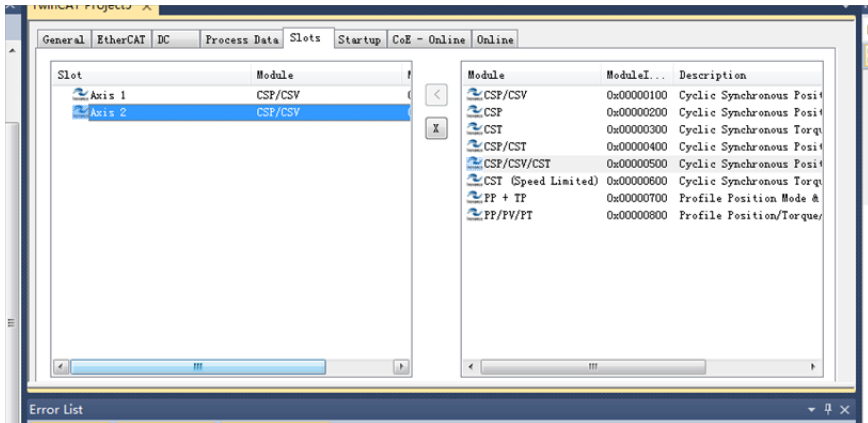 TwinCAT Project5 X
General EtherCAT DC Process Data Slots Startup CoE - Online Online
Slot Module
Axis 1 CSP/CSV
Axis 2 CSP/CSV
< X
Module ModuleI... Description
CSP/CSV 0x00000100 Cyclic Synchronous Posit
CSP 0x00000200 Cyclic Synchronous Posit
CST 0x00000300 Cyclic Synchronous Torqu
CSP/CST 0x00000400 Cyclic Synchronous Posit
CSP/CSV/CST 0x00000500 Cyclic Synchronous Posit
CST (Speed Limited) 0x00000600 Cyclic Synchronous Torqu
PP + TP 0x00000700 Profile Position Mode &
PP/PV/PT 0x00000800 Profile Position/Torque/
Error List